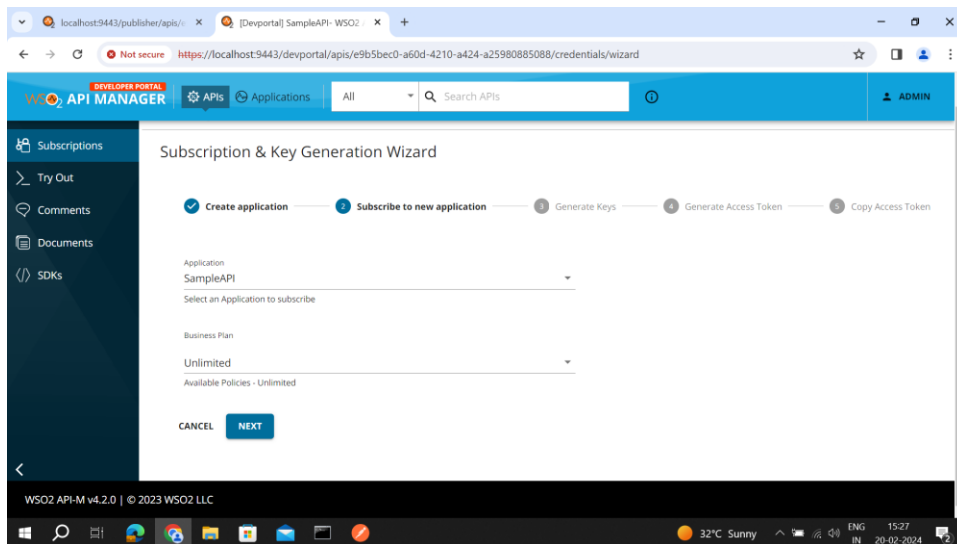 localhost:9443/publisher/apis/e
[Devportal] SampleAPI- WSO2
Not secure https://localhost:9443/devportal/apis/e9b5bec0-a60d-4210-a424-a25980885088/credentials/wizard
DEVELOPER PORTAL
WSO2 API MANAGER
APIs
Applications
All
Search APIs
ADMIN
Subscriptions
Try Out
Comments
Documents
SDKs
Subscription & Key Generation Wizard
Create application
2 Subscribe to new application
3 Generate Keys
4 Generate Access Token
5 Copy Access Token
Application
SampleAPI
Select an Application to subscribe
Business Plan
Unlimited
Available Policies - Unlimited
CANCEL
NEXT
WSO2 API-M v4.2.0 | © 2023 WSO2 LLC
32°C Sunny
ENG
IN
15:27
20-02-2024
2